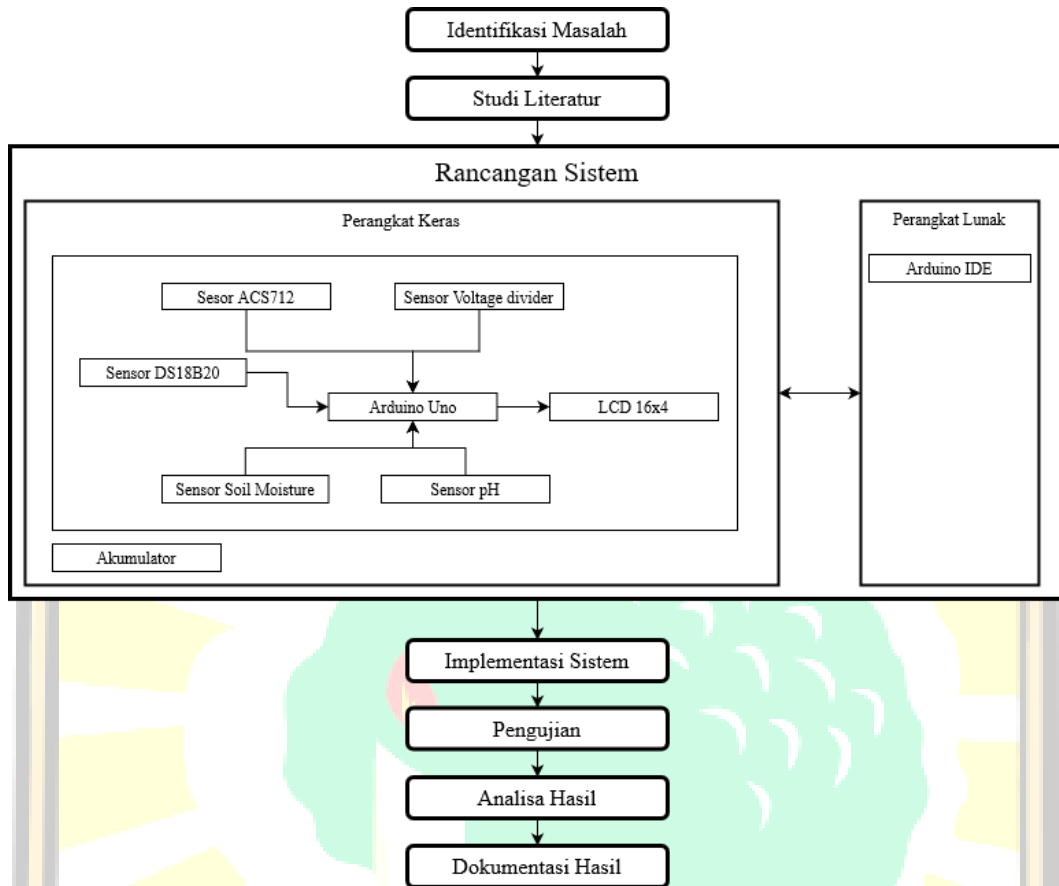 Identifikasi Masalah
Studi Literatur
Rancangan Sistem
Perangkat Keras
Perangkat Lunak
Arduino IDE
Sesor ACS712
Sensor Voltage divider
Sensor DS18B20
Arduino Uno
LCD 16x4
Sensor Soil Moisture
Sensor pH
Akumulator
Implementasi Sistem
Pengujian
Analisa Hasil
Dokumentasi Hasil